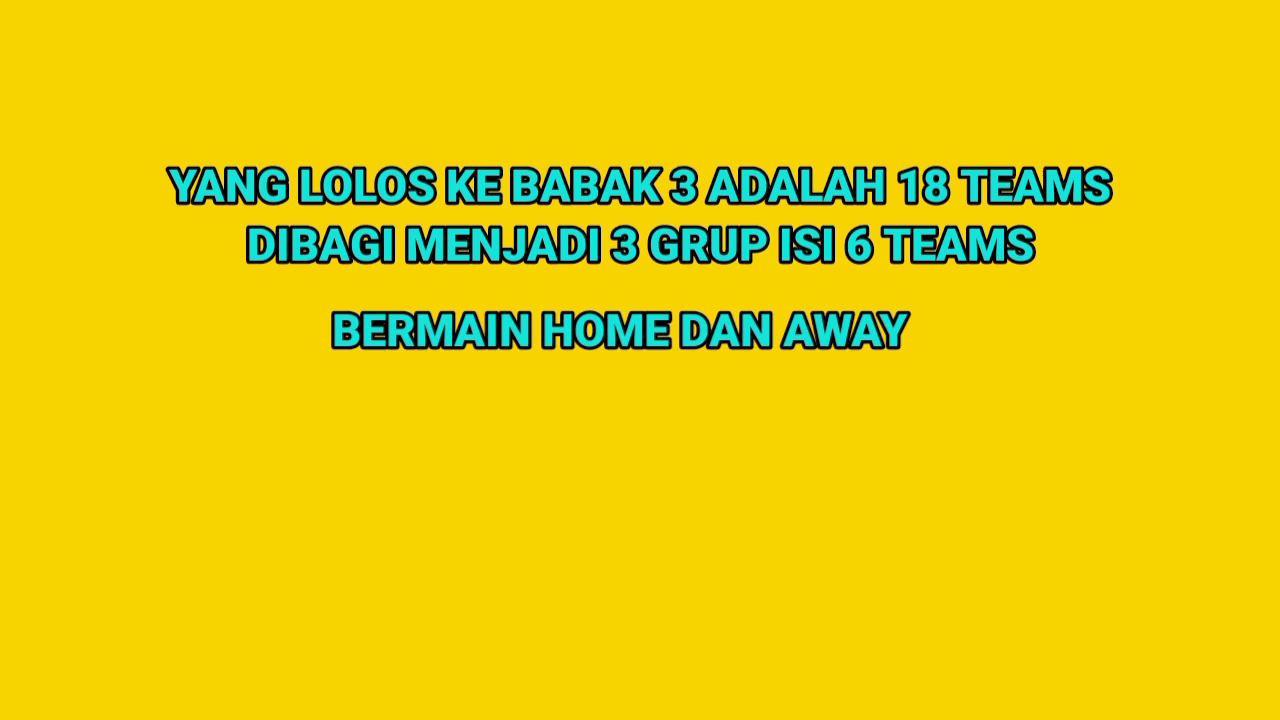 YANG LOLOS KE BABAK 3 ADALAH 18 TEAMS
DIBAGI MENJADI 3 GRUP ISI 6 TEAMS
BERMAIN HOME DAN AWAY